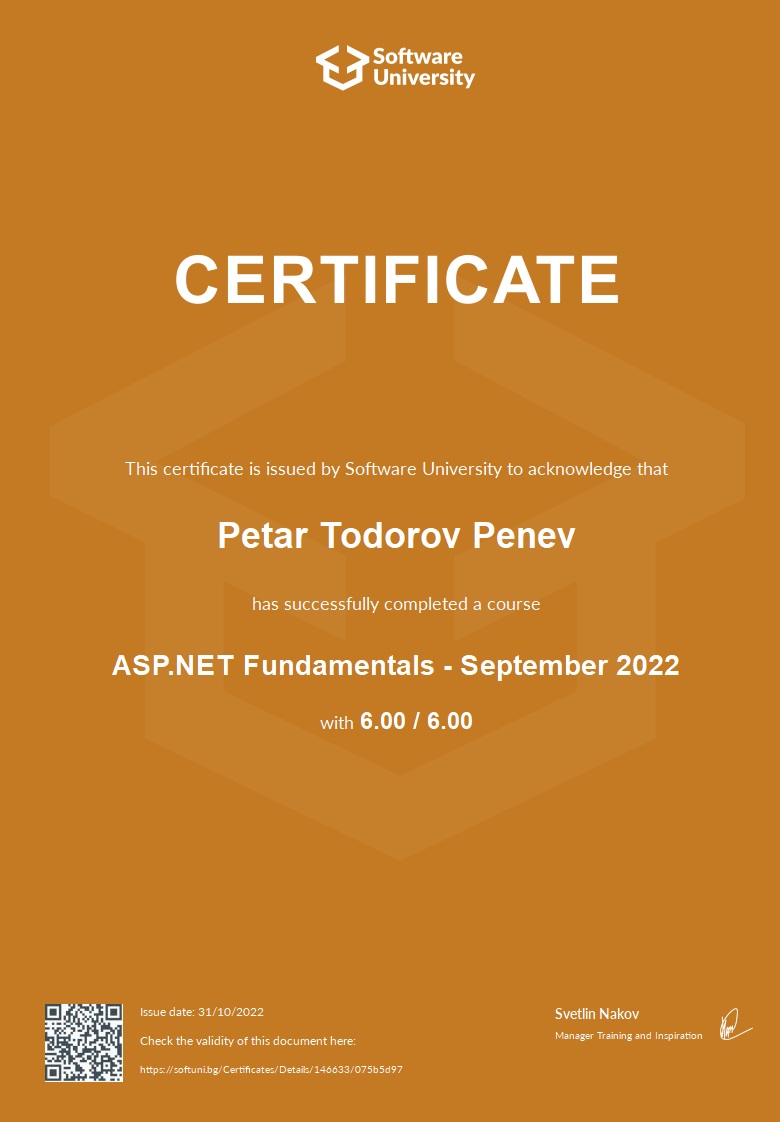 Software
University
CERTIFICATE
This certificate is issued by Software University to acknowledge that
Petar Todorov Penev
has successfully completed a course
ASP.NET Fundamentals - September 2022
with 6.00 / 6.00
Issue date: 31/10/2022
Check the validity of this document here:
https://softuni.bg/Certificates/Details/146633/075b5d97
Svetlin Nakov
Manager Training and Inspiration